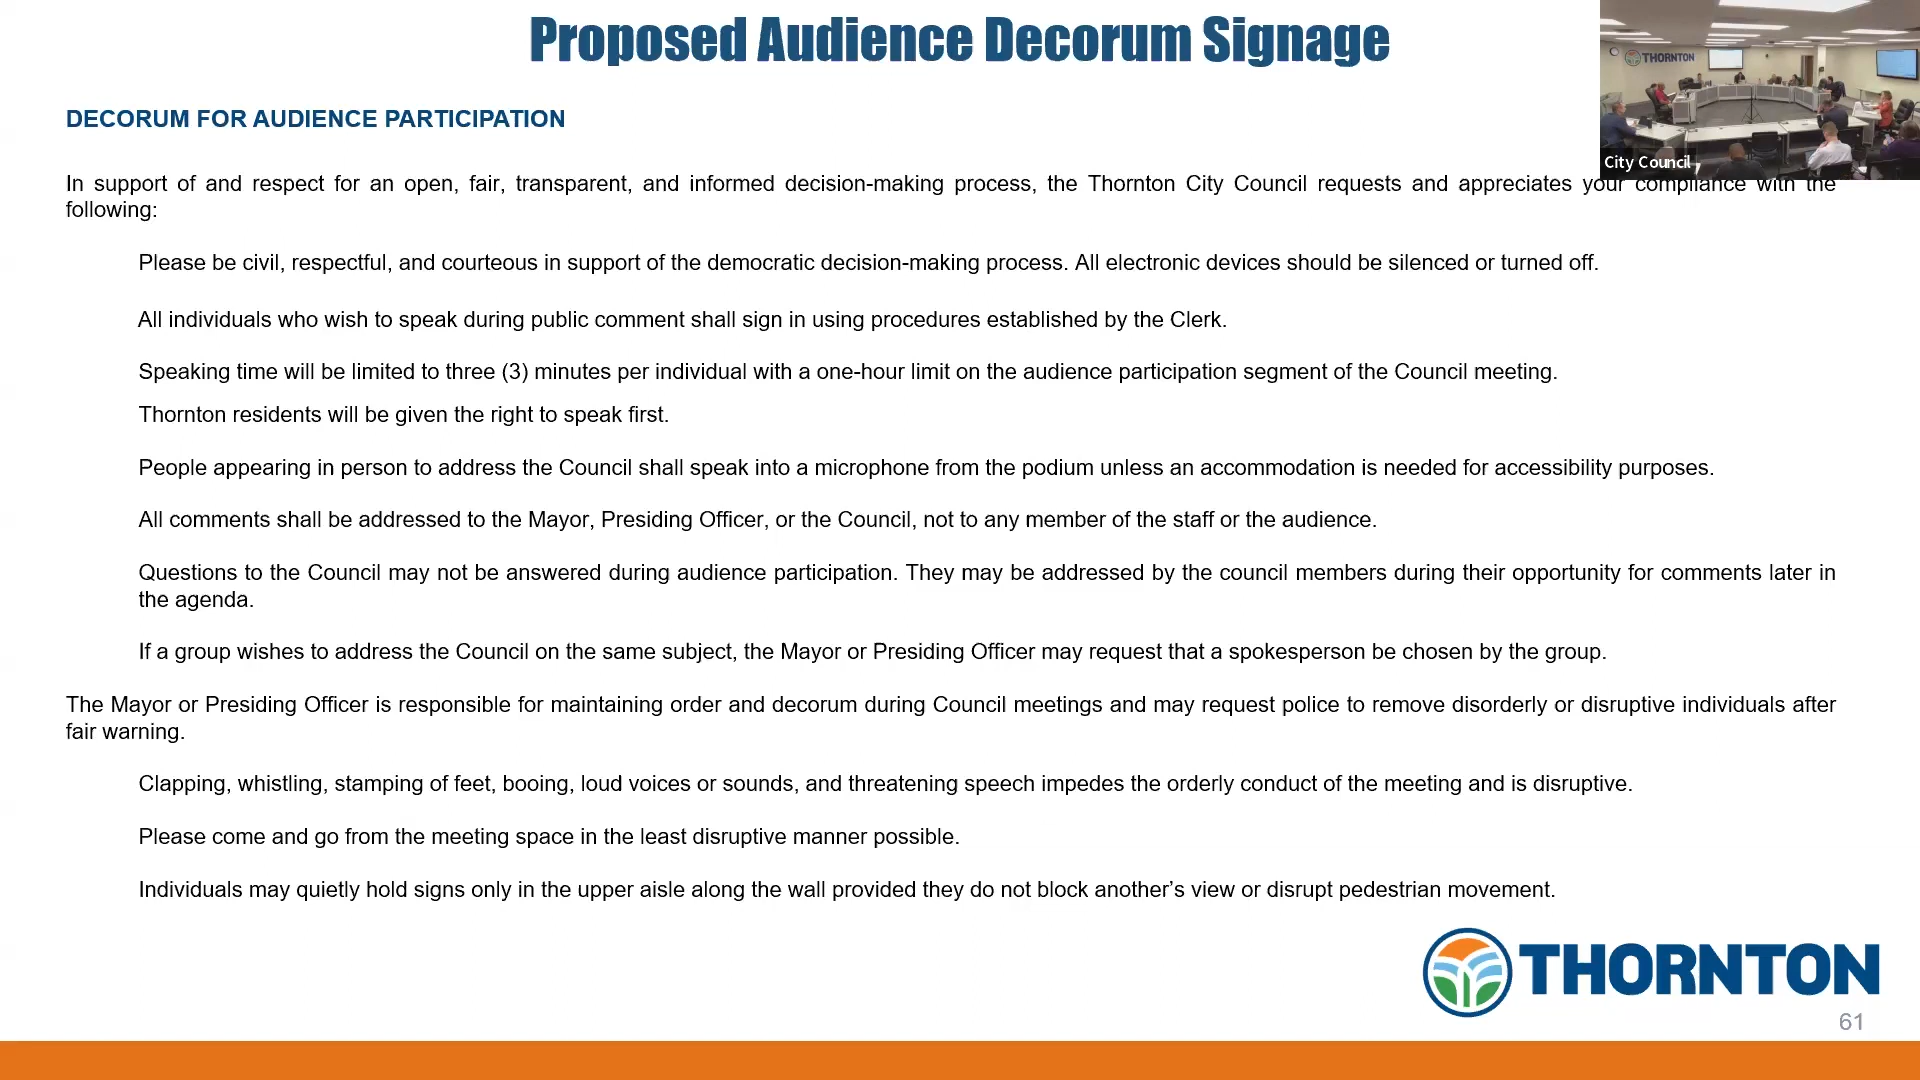 Proposed Audience Decorum Signage
THORNTON
City Council
DECORUM FOR AUDIENCE PARTICIPATION
In support of and respect for an open, fair, transparent, and informed decision-making process, the Thornton City Council requests and appreciates your compliance with the
following:
Please be civil, respectful, and courteous in support of the democratic decision-making process. All electronic devices should be silenced or turned off.
All individuals who wish to speak during public comment shall sign in using procedures established by the Clerk.
Speaking time will be limited to three (3) minutes per individual with a one-hour limit on the audience participation segment of the Council meeting.
Thornton residents will be given the right to speak first.
People appearing in person to address the Council shall speak into a microphone from the podium unless an accommodation is needed for accessibility purposes.
All comments shall be addressed to the Mayor, Presiding Officer, or the Council, not to any member of the staff or the audience.
Questions to the Council may not be answered during audience participation. They may be addressed by the council members during their opportunity for comments later in
the agenda.
If a group wishes to address the Council on the same subject, the Mayor or Presiding Officer may request that a spokesperson be chosen by the group.
The Mayor or Presiding Officer is responsible for maintaining order and decorum during Council meetings and may request police to remove disorderly or disruptive individuals after
fair warning.
Clapping, whistling, stamping of feet, booing, loud voices or sounds, and threatening speech impedes the orderly conduct of the meeting and is disruptive.
Please come and go from the meeting space in the least disruptive manner possible.
Individuals may quietly hold signs only in the upper aisle along the wall provided they do not block another’s view or disrupt pedestrian movement.
THORNTON
61